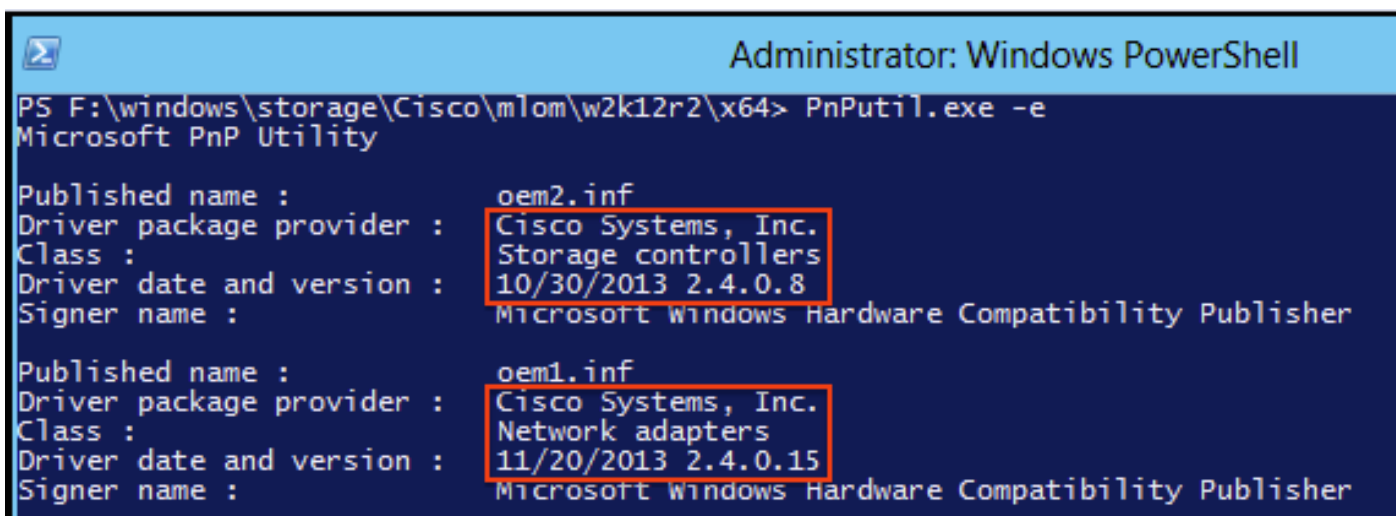 Administrator: Windows PowerShell
PS F:\windows\storage\Cisco\mlom\w2k12r2\x64> PnPutil.exe -e
Microsoft PnP Utility
Published name : oem2.inf
Driver package provider : Cisco Systems, Inc.
Class : Storage controllers
Driver date and version : 10/30/2013 2.4.0.8
Signer name : Microsoft Windows Hardware Compatibility Publisher
Published name : oem1.inf
Driver package provider : Cisco Systems, Inc.
Class : Network adapters
Driver date and version : 11/20/2013 2.4.0.15
Signer name : Microsoft Windows Hardware Compatibility Publisher